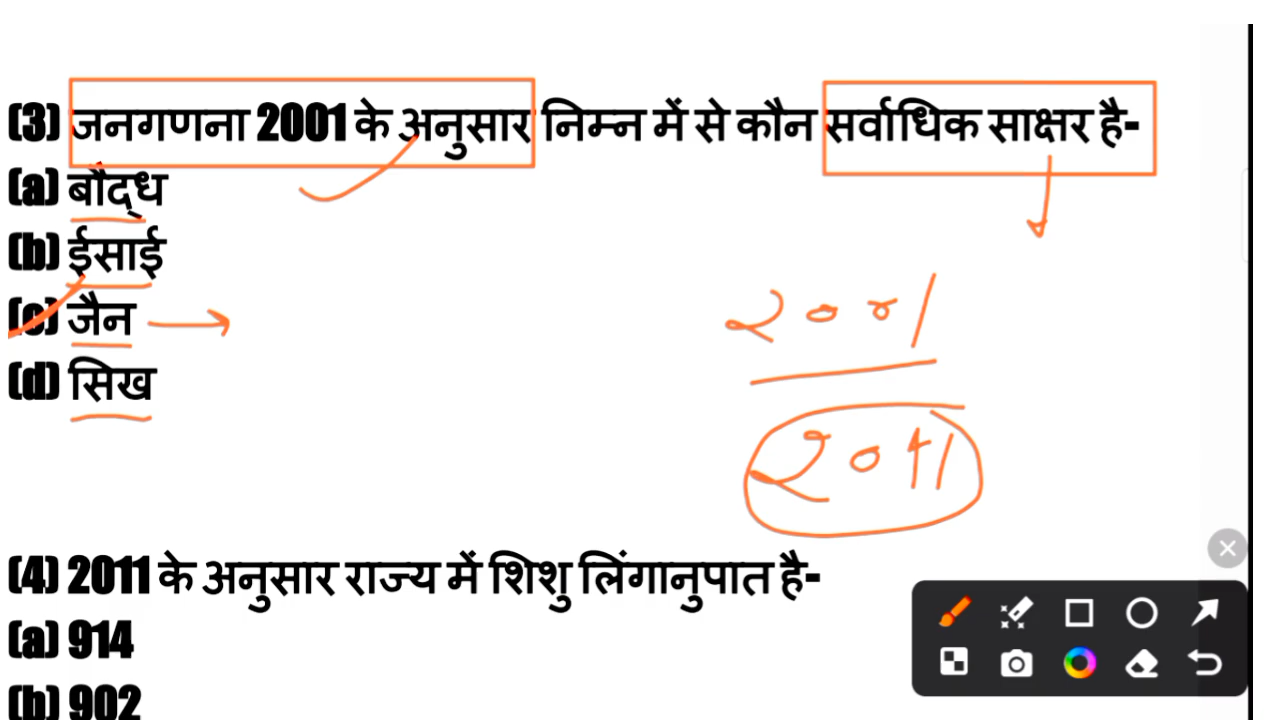 (3) जनगणना 2001 के अनुसार निम्न में से कौन सर्वाधिक साक्षर है-
(a) बौद्ध
(b) ईसाई
(c) जैन
(d) सिख
2001
2011
(4) 2011 के अनुसार राज्य में शिशु लिंगानुपात है-
(a) 914
(b) 902